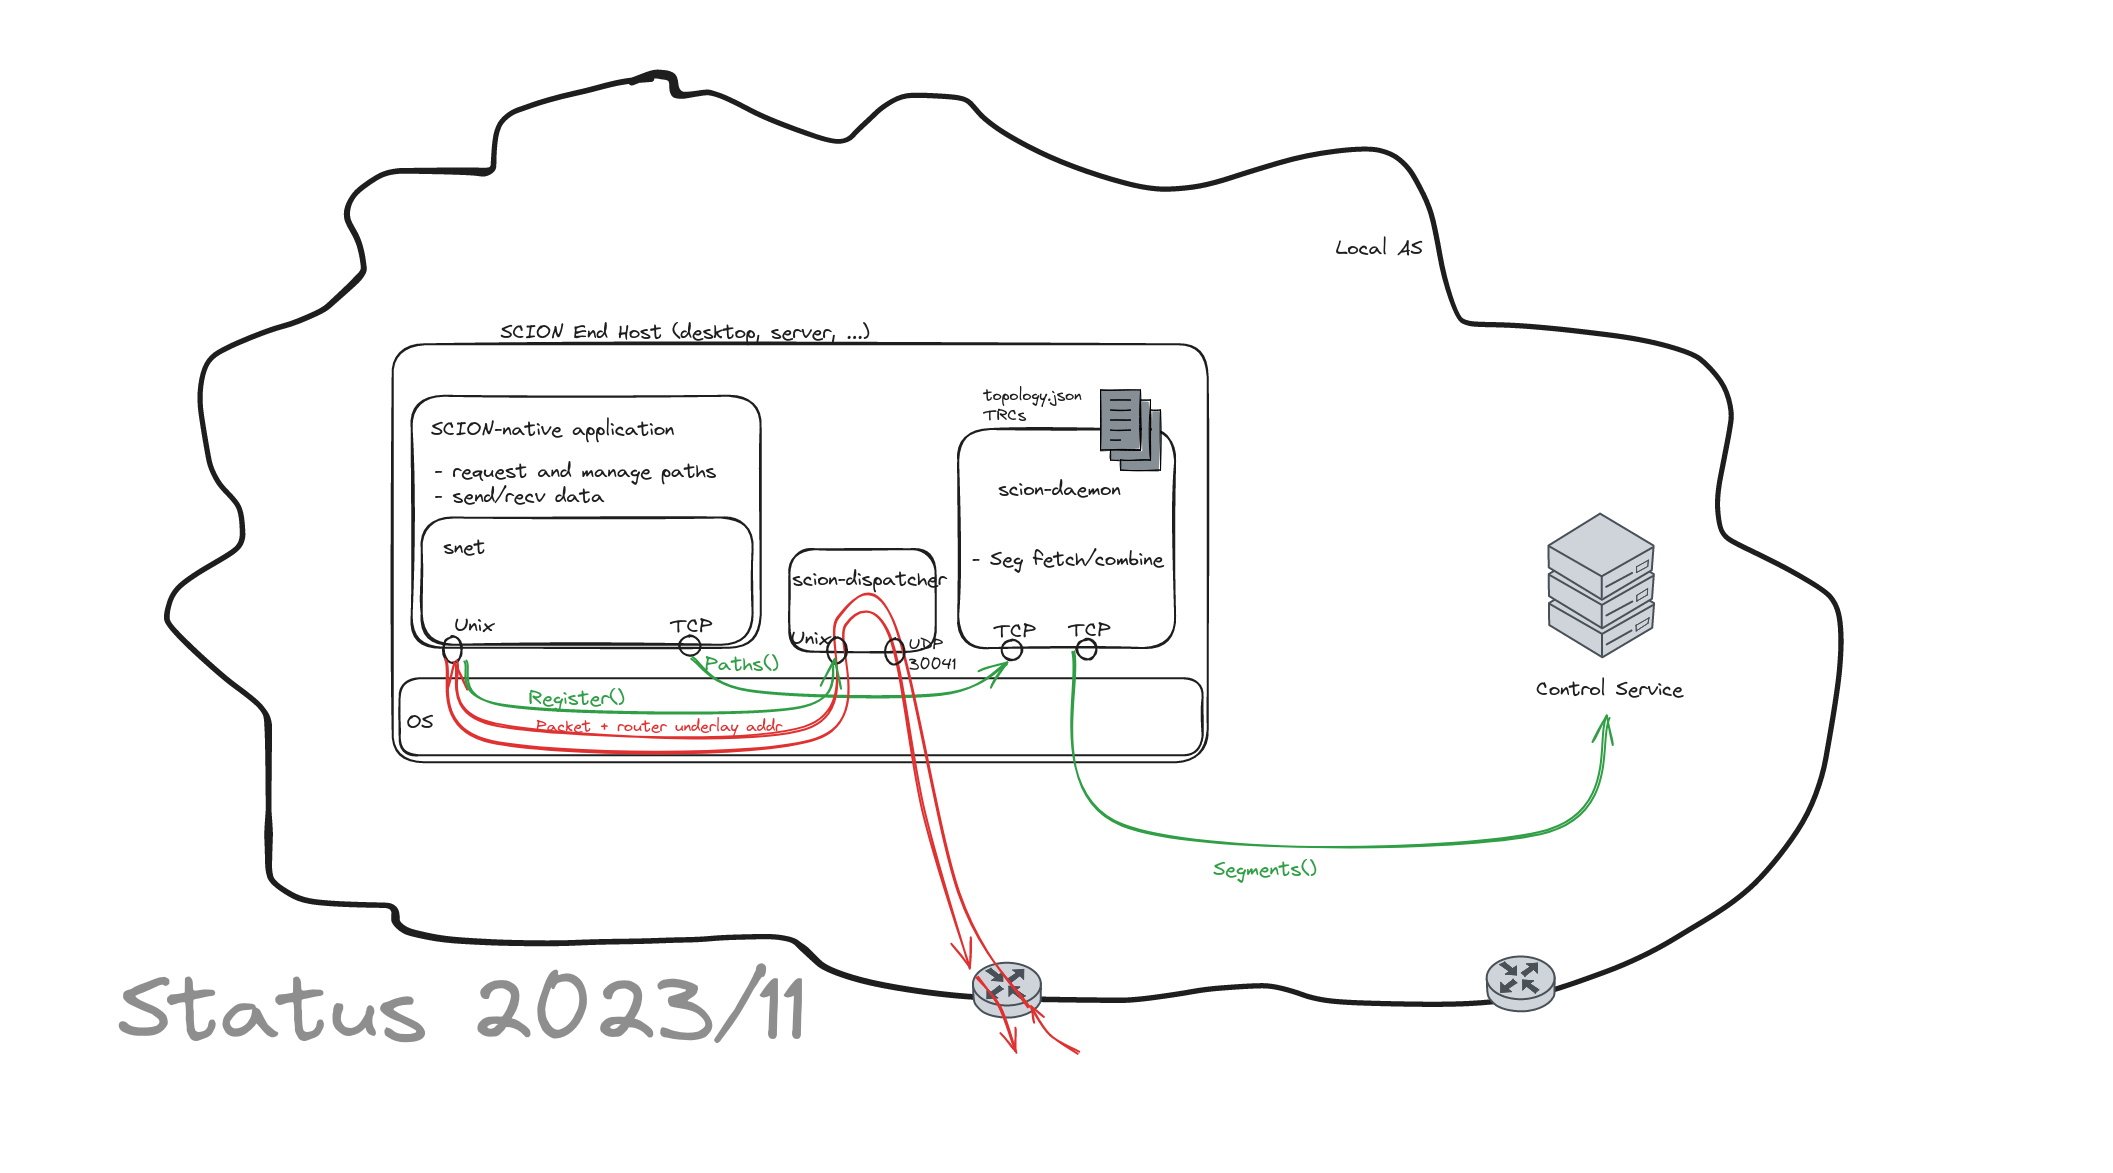 Local AS
SCION End Host (desktop, server, ...)
topology.json
TRCs
SCION-native application
- request and manage paths
- send/recv data
scion-daemon
snet
- Seg fetch/combine
scion-dispatcher
Unix
TCP
Unix
UDP
30041
TCP
TCP
Paths()
Register()
Packet + router underlay addr
OS
Control Service
Segments()
Status 2023/11